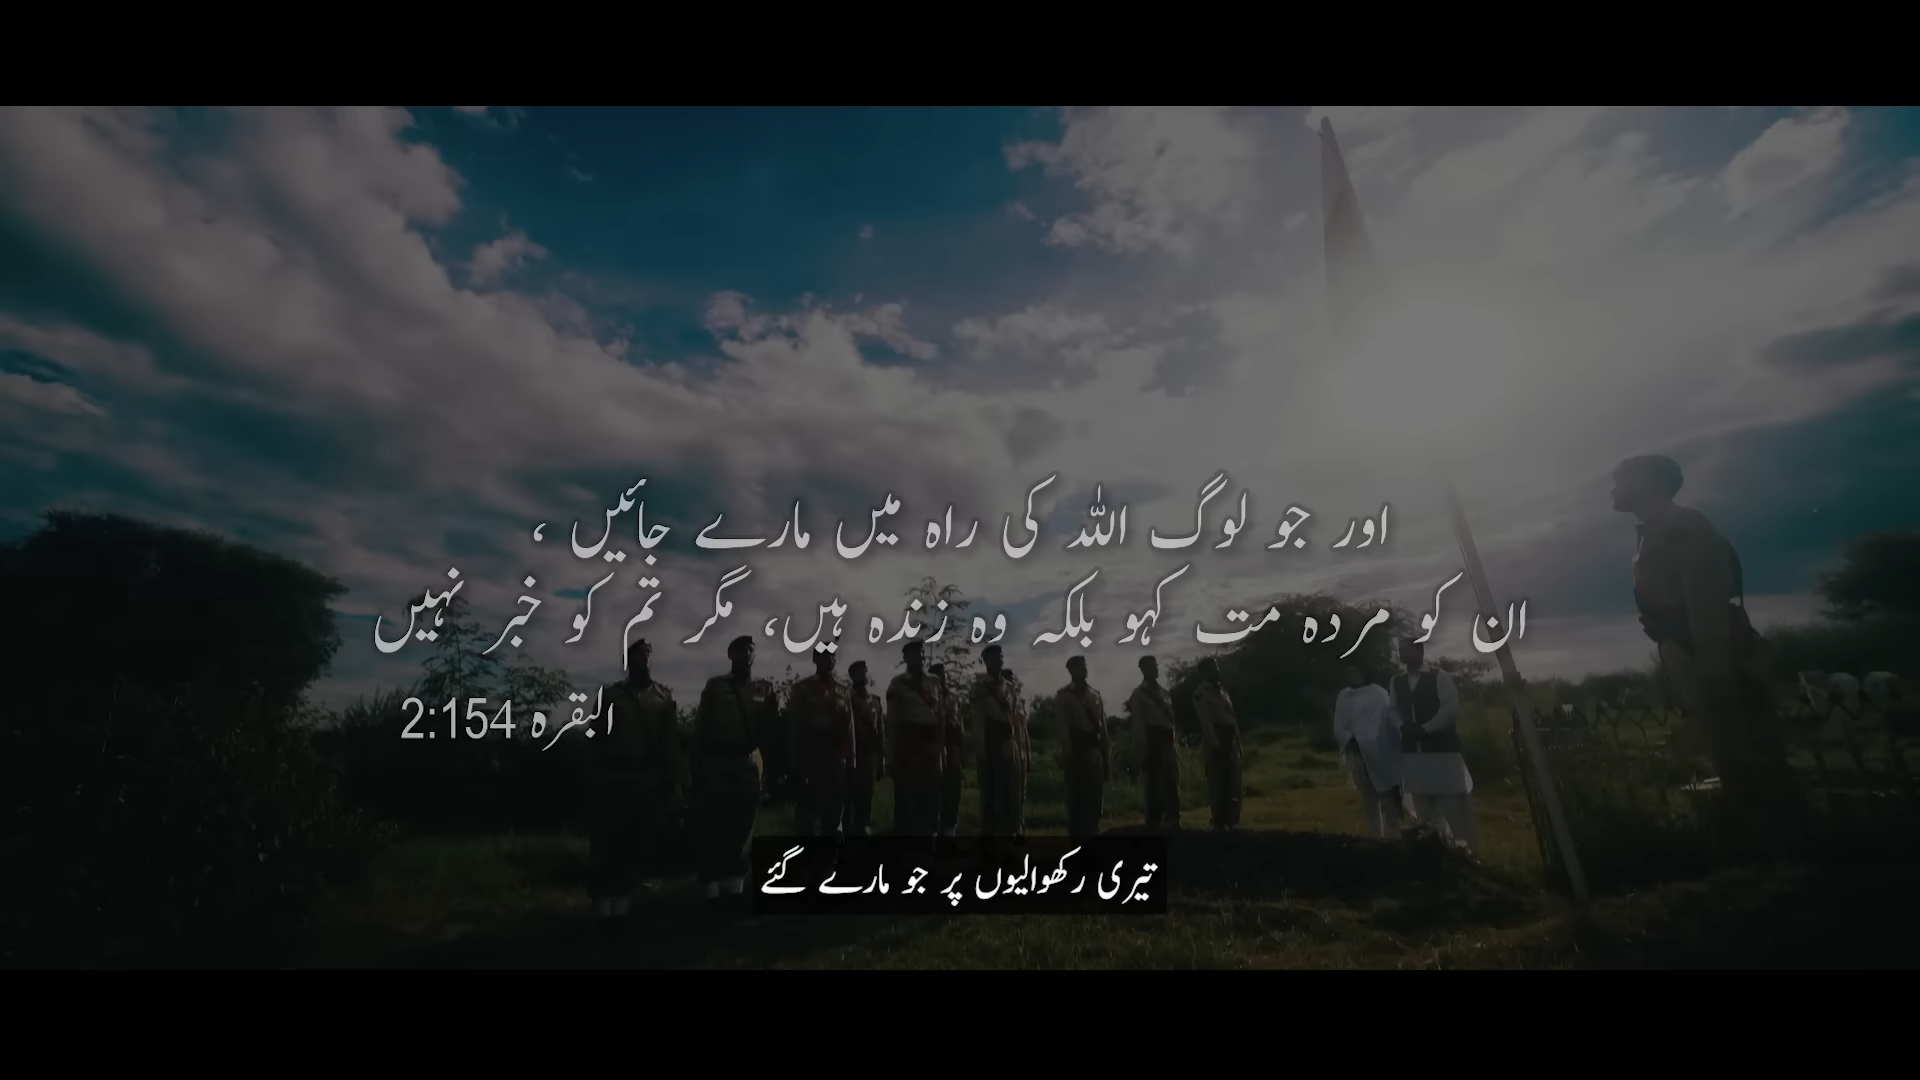 اور جو لوگ اللہ کی راہ میں مارے جائیں ،
ان کو مردہ مت کہو بلکہ وہ زندہ ہیں، مگر تم کو خبر نہیں
البقرہ 2:154
تیری رکھوالیوں پر جو مارے گئے